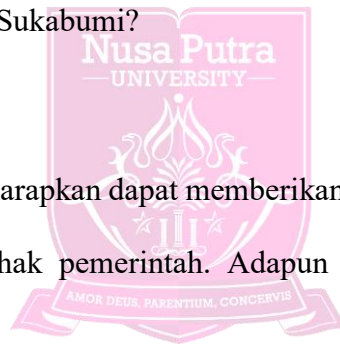 Sukabumi?
Nusa Putra
UNIVERSITY
arapkan dapat memberikan
hak pemerintah. Adapun
AMOR DEUS, PARENTIUM, CONCERVIS